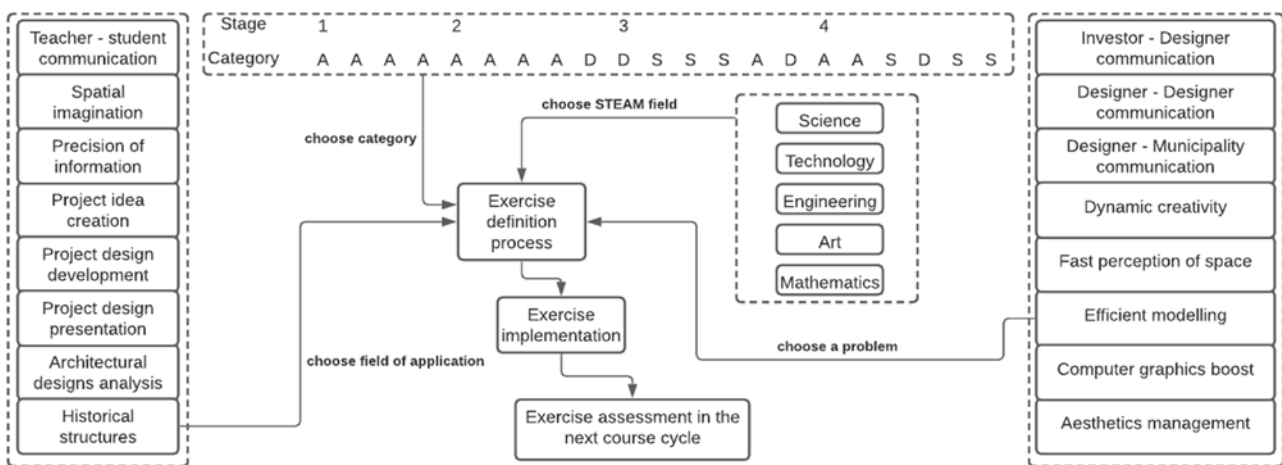 Teacher - student
communication
Spatial
imagination
Precision of
information
Project idea
creation
Project design
development
Project design
presentation
Architectural
designs analysis
Historical
structures
Stage 1 2 3 4
Category A A A A A A A A D D S S S A D A A S D S S
choose category
choose STEAM field
Science
Technology
Engineering
Art
Mathematics
Exercise
definition
process
Exercise
implementation
choose field of application
choose a problem
Exercise assessment in the
next course cycle
Investor - Designer
communication
Designer - Designer
communication
Designer - Municipality
communication
Dynamic creativity
Fast perception of space
Efficient modelling
Computer graphics boost
Aesthetics management